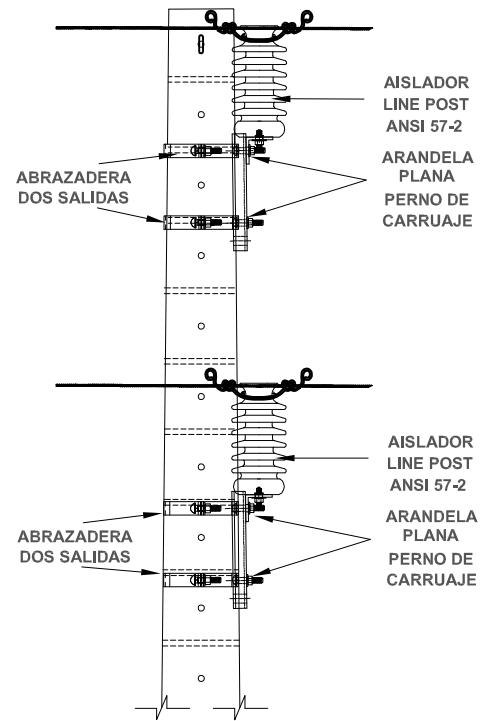 AISLADOR
LINE POST
ANSI 57-2
ABRAZADERA
DOS SALIDAS
ARANDELA
PLANA
PERNO DE
CARRUAJE
AISLADOR
LINE POST
ANSI 57-2
ABRAZADERA
DOS SALIDAS
ARANDELA
PLANA
PERNO DE
CARRUAJE